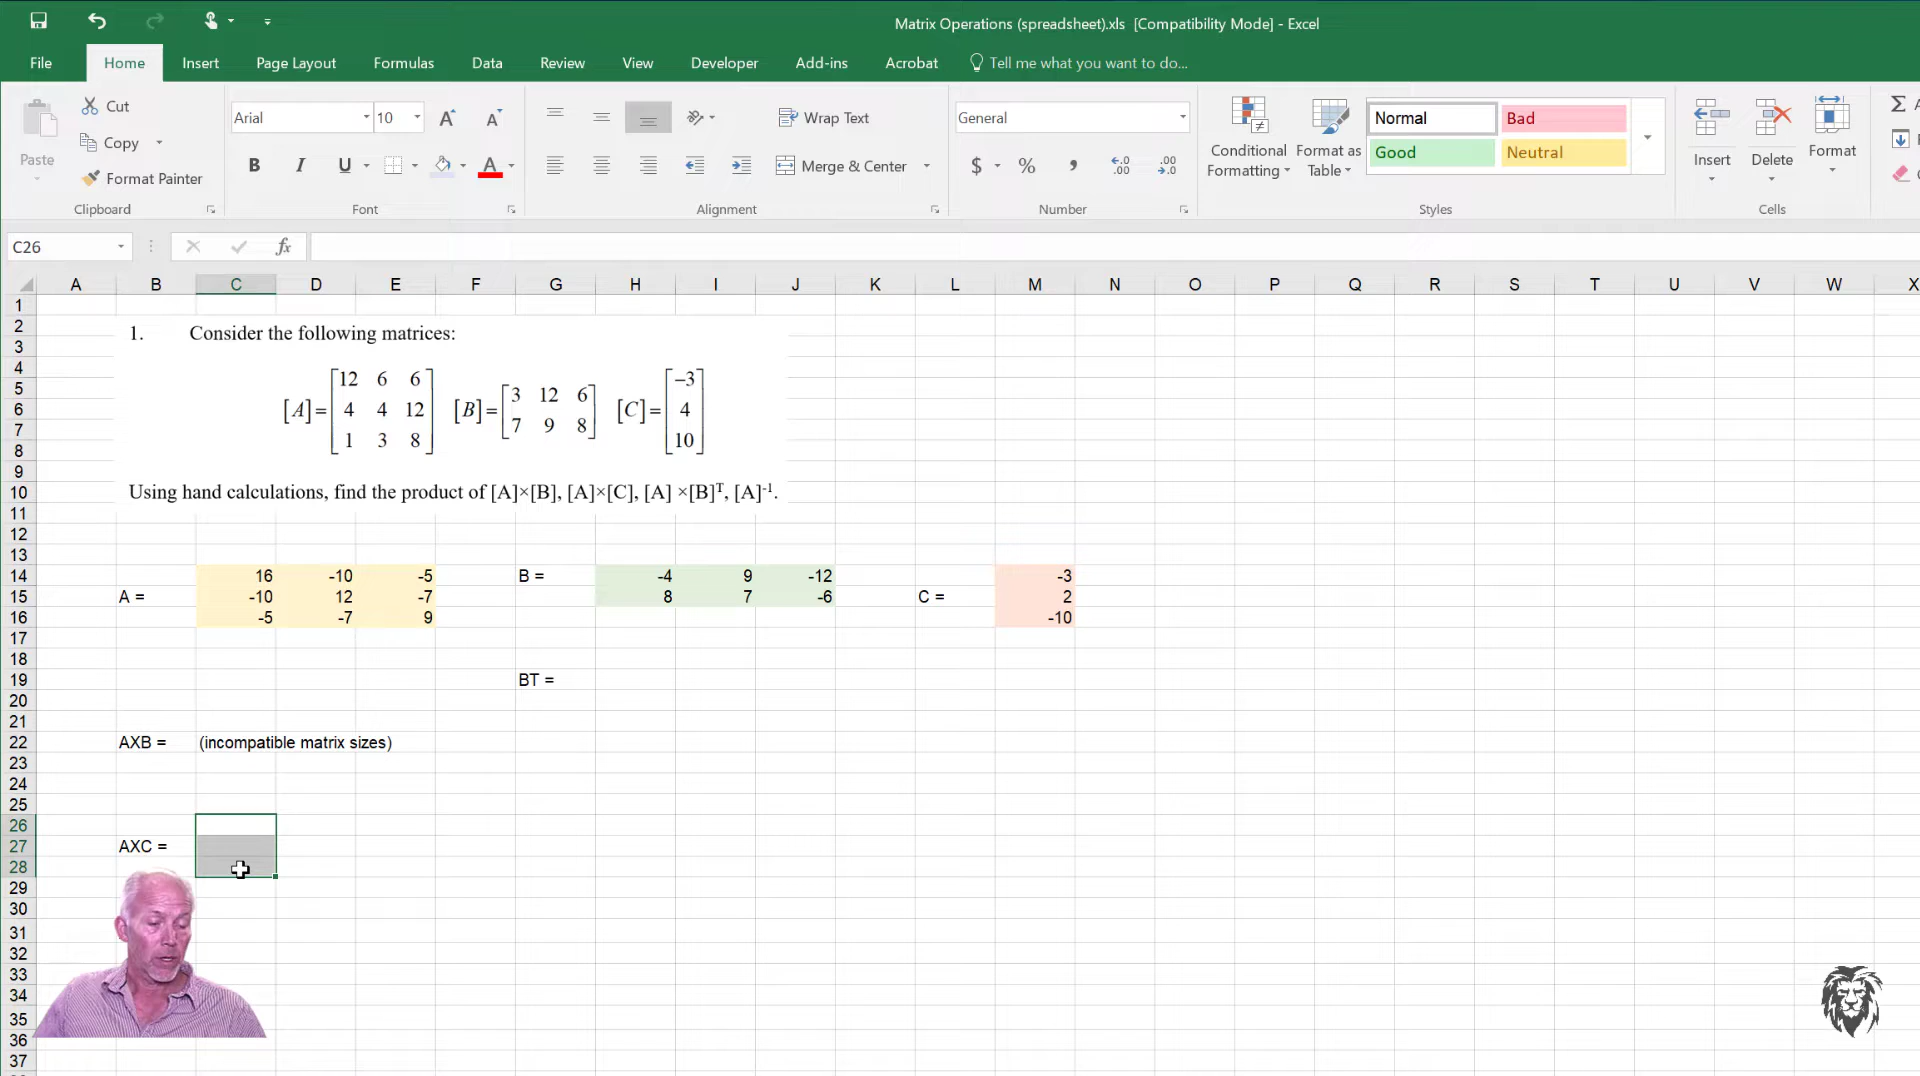 Matrix Operations (spreadsheet).xls [Compatibility Mode] - Excel
File Home Insert Page Layout Formulas Data Review View Developer Add-ins Acrobat Tell me what you want to do...
Paste
Cut
Copy
Format Painter
Clipboard
Arial 10
B I U A
Font
Wrap Text
Merge & Center
Alignment
General
$ % , ←.0 .00 .00 →.0
Number
Conditional Formatting
Format as Table
Normal Bad
Good Neutral
Styles
Insert Delete Format
Cells
C26 fx
A B C D E F G H I J K L M N O P Q R S T U V W X
1
2
3
4
5
6
7
8
9
10
11
12
13
14
15
16
17
18
19
20
21
22
23
24
25
26
27
28
29
30
31
32
33
34
35
36
37
1. Consider the following matrices:
[A]= [12 6 6
4 4 12
1 3 8]
[B]= [3 12 6
7 9 8]
[C]= [−3
4
10]
Using hand calculations, find the product of [A]×[B], [A]×[C], [A] ×[B]ᵀ, [A]⁻¹.
A =
16 -10 -5
-10 12 -7
-5 -7 9
B =
-4 9 -12
8 7 -6
C =
-3
2
-10
BT =
AXB = (incompatible matrix sizes)
AXC =